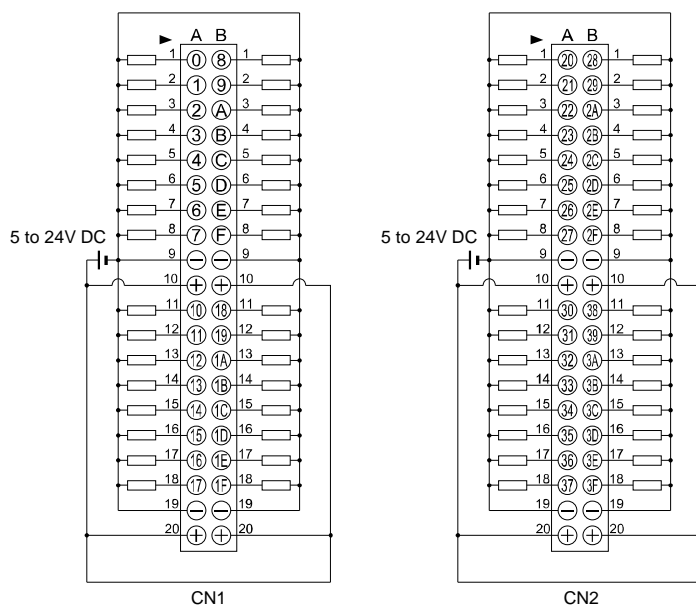 A B A B
1 0 8 1 1 20 28 1
2 1 9 2 2 21 29 2
3 2 A 3 3 22 2A 3
4 3 B 4 4 23 2B 4
5 4 C 5 5 24 2C 5
6 5 D 6 6 25 2D 6
7 6 E 7 7 26 2E 7
8 7 F 8 8 27 2F 8
5 to 24V DC 5 to 24V DC
9 − − 9 9 − − 9
10 + + 10 10 + + 10
11 10 18 11 11 30 38 11
12 11 19 12 12 31 39 12
13 12 1A 13 13 32 3A 13
14 13 1B 14 14 33 3B 14
15 14 1C 15 15 34 3C 15
16 15 1D 16 16 35 3D 16
17 16 1E 17 17 36 3E 17
18 17 1F 18 18 37 3F 18
19 − − 19 19 − − 19
20 + + 20 20 + + 20
CN1 CN2